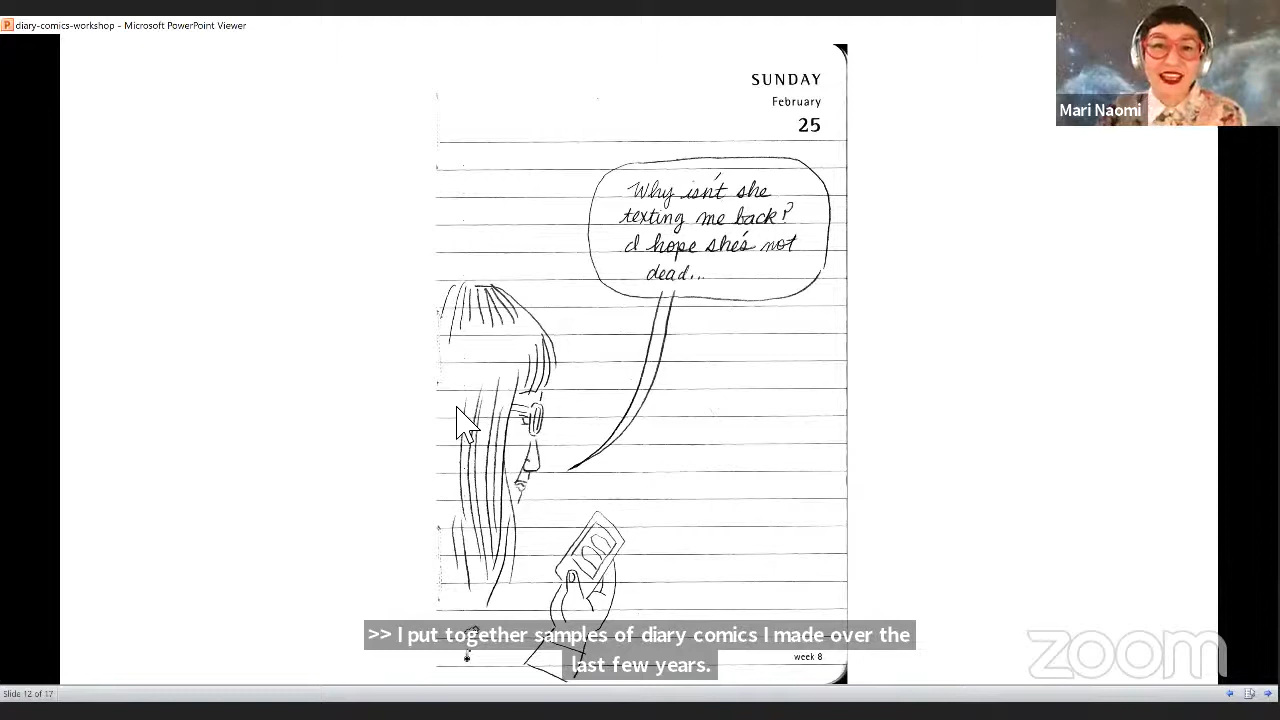 diary-comics-workshop - Microsoft PowerPoint Viewer
Mari Naomi
SUNDAY
February
25
Why isn't she
texting me back?
I hope she's not
dead...
>> I put together samples of diary comics I made over the
last few years.
week 8
zoom
Slide 12 of 17